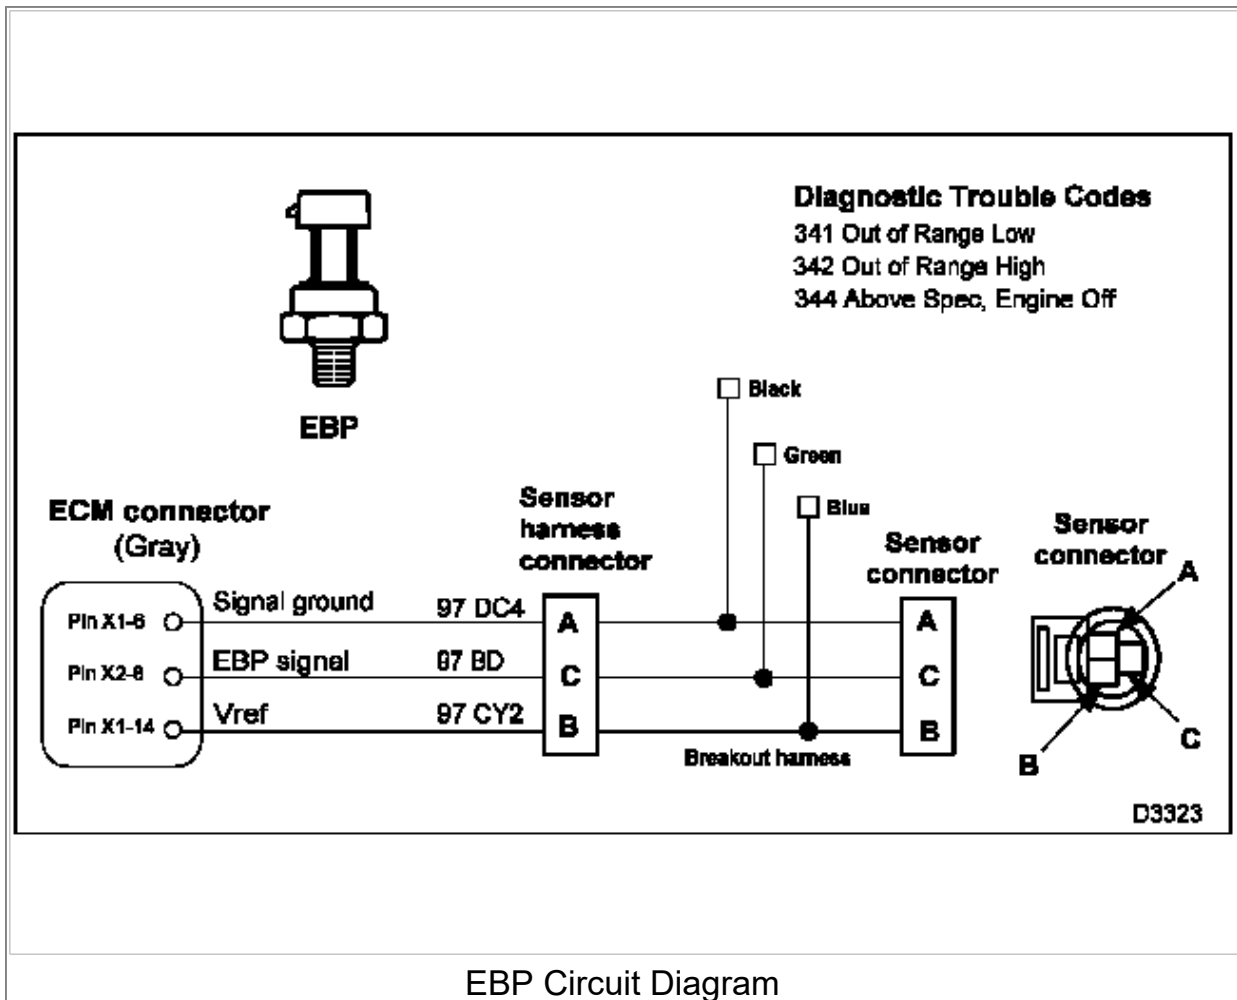 Diagnostic Trouble Codes
341 Out of Range Low
342 Out of Range High
344 Above Spec, Engine Off
EBP
Black
Green
Blue
ECM connector
(Gray)
Sensor
harness
connector
Sensor
connector
Sensor
connector
Pin X1-6
Signal ground
97 DC4
A
A
Pin X2-8
EBP signal
97 BD
C
C
Pin X1-14
Vref
97 CY2
B
B
Breakout harness
A
B
C
D3323
EBP Circuit Diagram